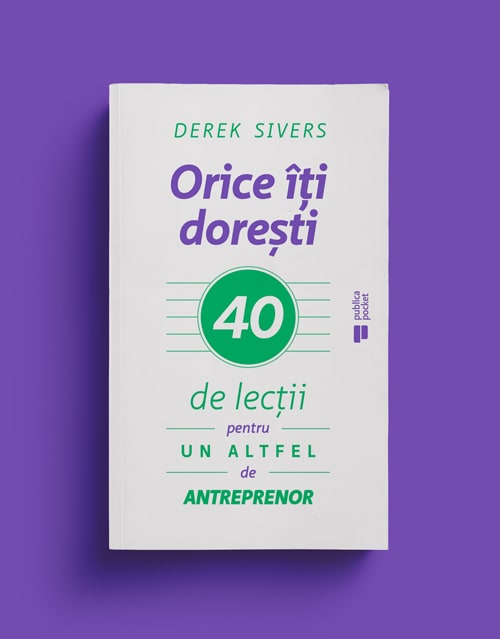 DEREK SIVERS
Orice îți
dorești
40
de lecții
pentru
UN ALTFEL
de
ANTREPRENOR
publica
pocket